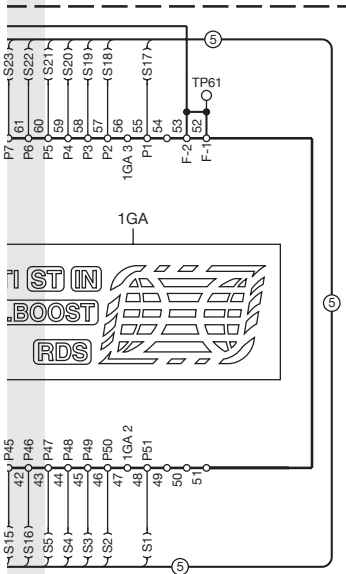 5
S23
S22
S21
S20
S19
S18
S17
TP61
61
60
59
58
57
56
55
54
53
52
P7
P6
P5
P4
P3
P2
1GA 3
P1
F-2
F-1
1GA
TI ST IN
.BOOST
RDS
5
P45
P46
P47
P48
P49
P50
1GA 2
P51
42
43
44
45
46
47
48
49
50
51
S15
S16
S5
S4
S3
S2
S1
5